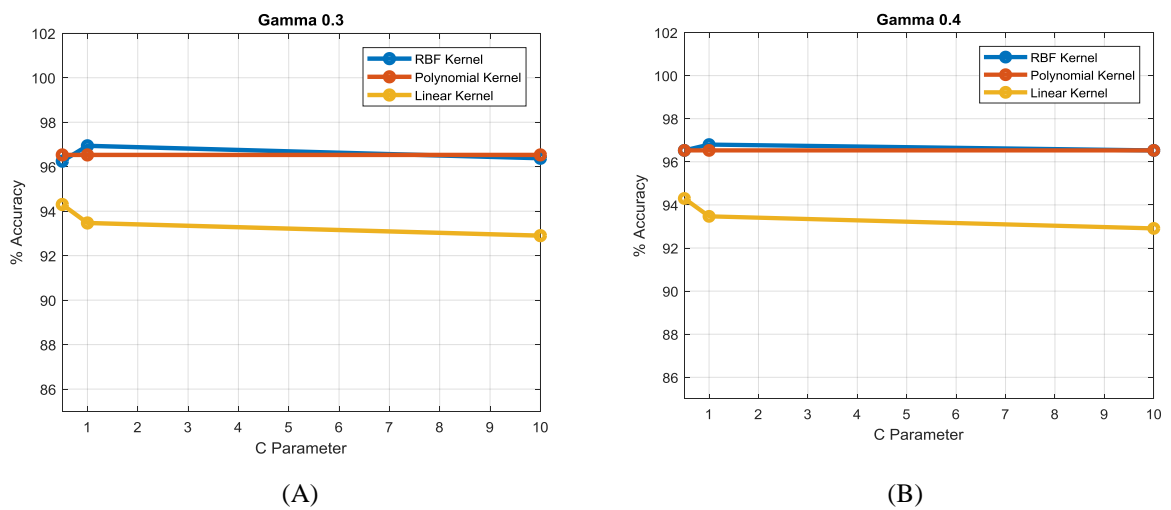 Gamma 0.3
102
100
98
96
94
92
90
88
86
% Accuracy
RBF Kernel
Polynomial Kernel
Linear Kernel
1 2 3 4 5 6 7 8 9 10
C Parameter
(A)
Gamma 0.4
102
100
98
96
94
92
90
88
86
% Accuracy
RBF Kernel
Polynomial Kernel
Linear Kernel
1 2 3 4 5 6 7 8 9 10
C Parameter
(B)